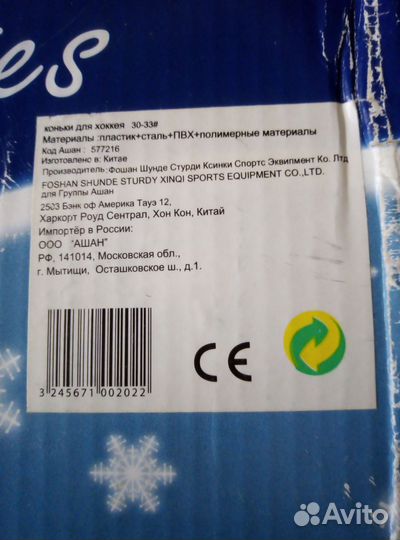 es
коньки для хоккея 30-33#
Материалы :пластик+сталь+ПВХ+полимерные материалы
Код Ашан : 577216
Изготовлено в: Китае
Производитель:Фошан Шунде Стурди Ксинки Спортс Эквипмент Ко. Лтд
FOSHAN SHUNDE STURDY XINQI SPORTS EQUIPMENT CO.,LTD.
для Группы Ашан
2503 Бэнк оф Америка Тауэ 12,
Харкорт Роуд Сентрал, Хон Кон, Китай
Импортёр в России:
ООО "АШАН"
РФ, 141014, Московская обл.,
г. Мытищи, Осташковское ш., д.1.
3 245671 002022
CE
Avito